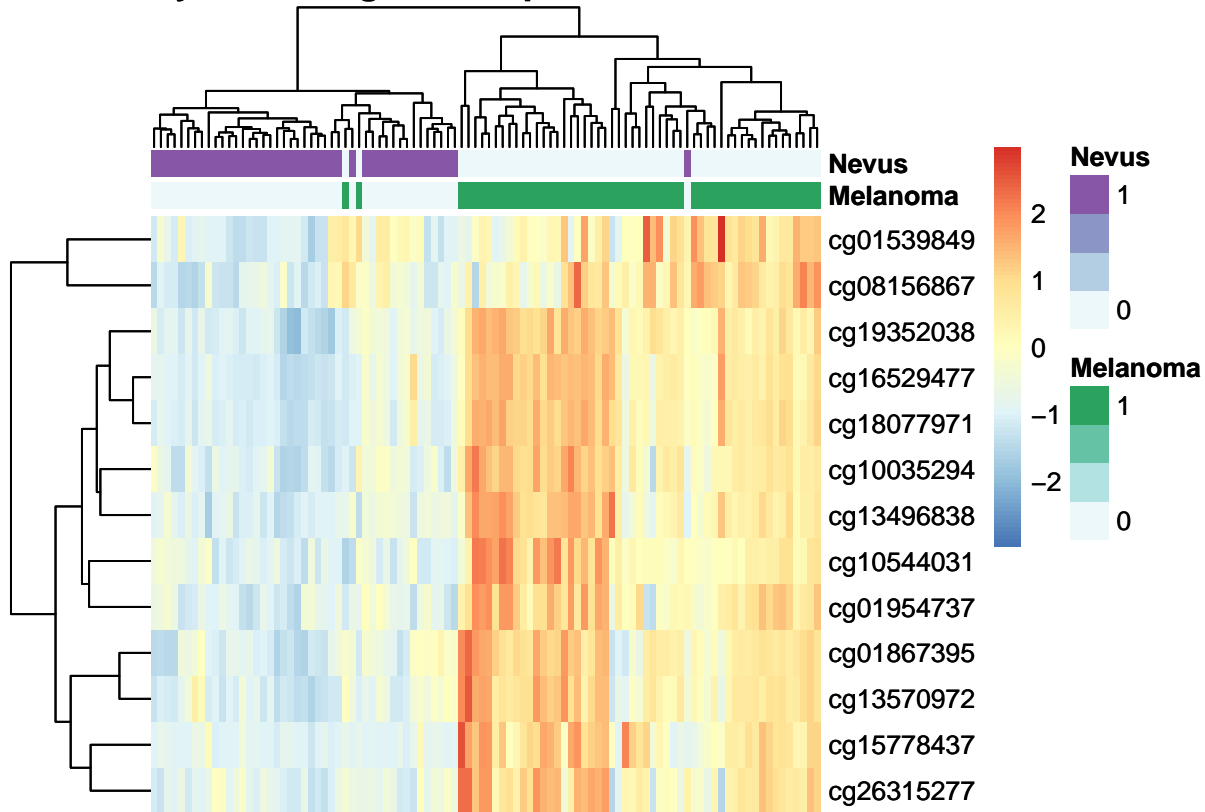 Nevus
Melanoma
cg01539849
cg08156867
cg19352038
cg16529477
cg18077971
cg10035294
cg13496838
cg10544031
cg01954737
cg01867395
cg13570972
cg15778437
cg26315277
2
1
0
−1
−2
Nevus
1
0
Melanoma
1
0